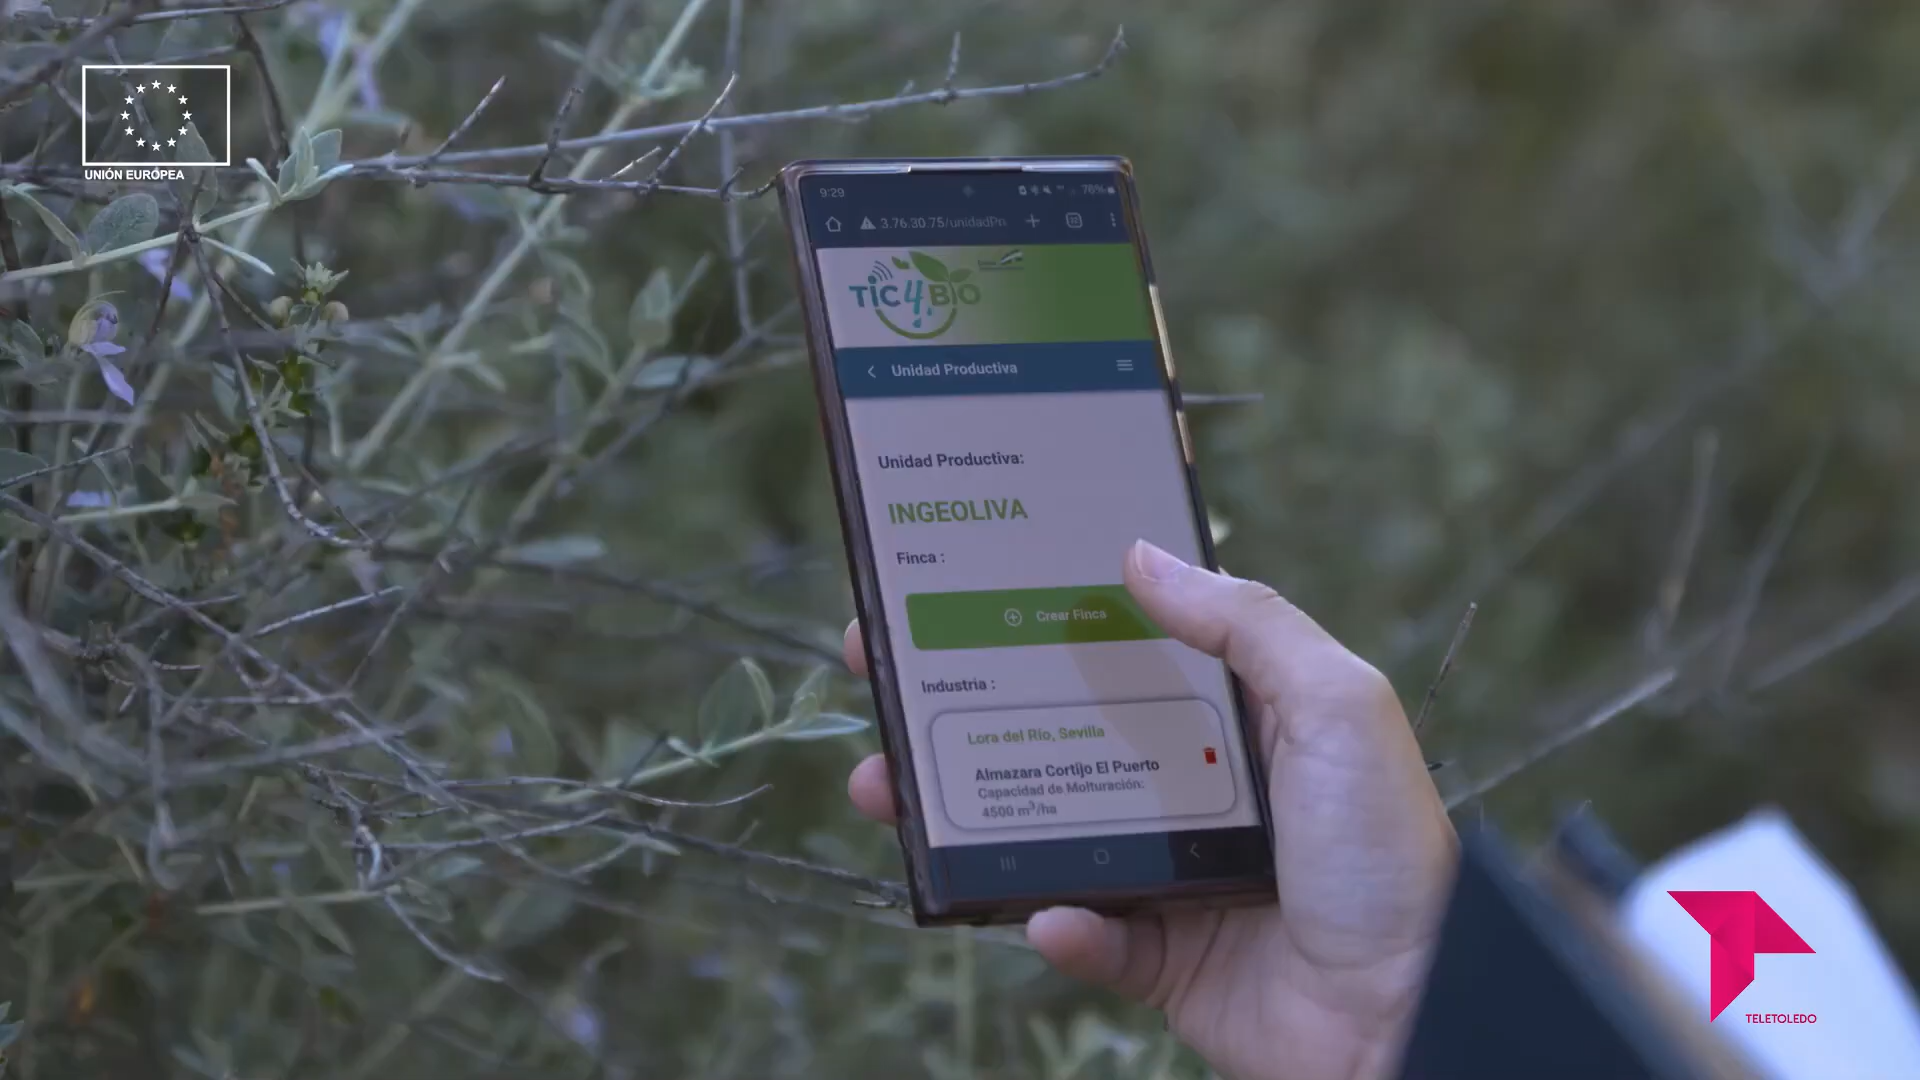 UNIÓN EUROPEA
9:29
76%
3.76.30.75/unidadPr
TIC4BIO
Unidad Productiva
Unidad Productiva:
INGEOLIVA
Finca :
Crear Finca
Industria :
Lora del Río, Sevilla
Almazara Cortijo El Puerto
Capacidad de Molturación:
4500 m³/ha
TELETOLEDO